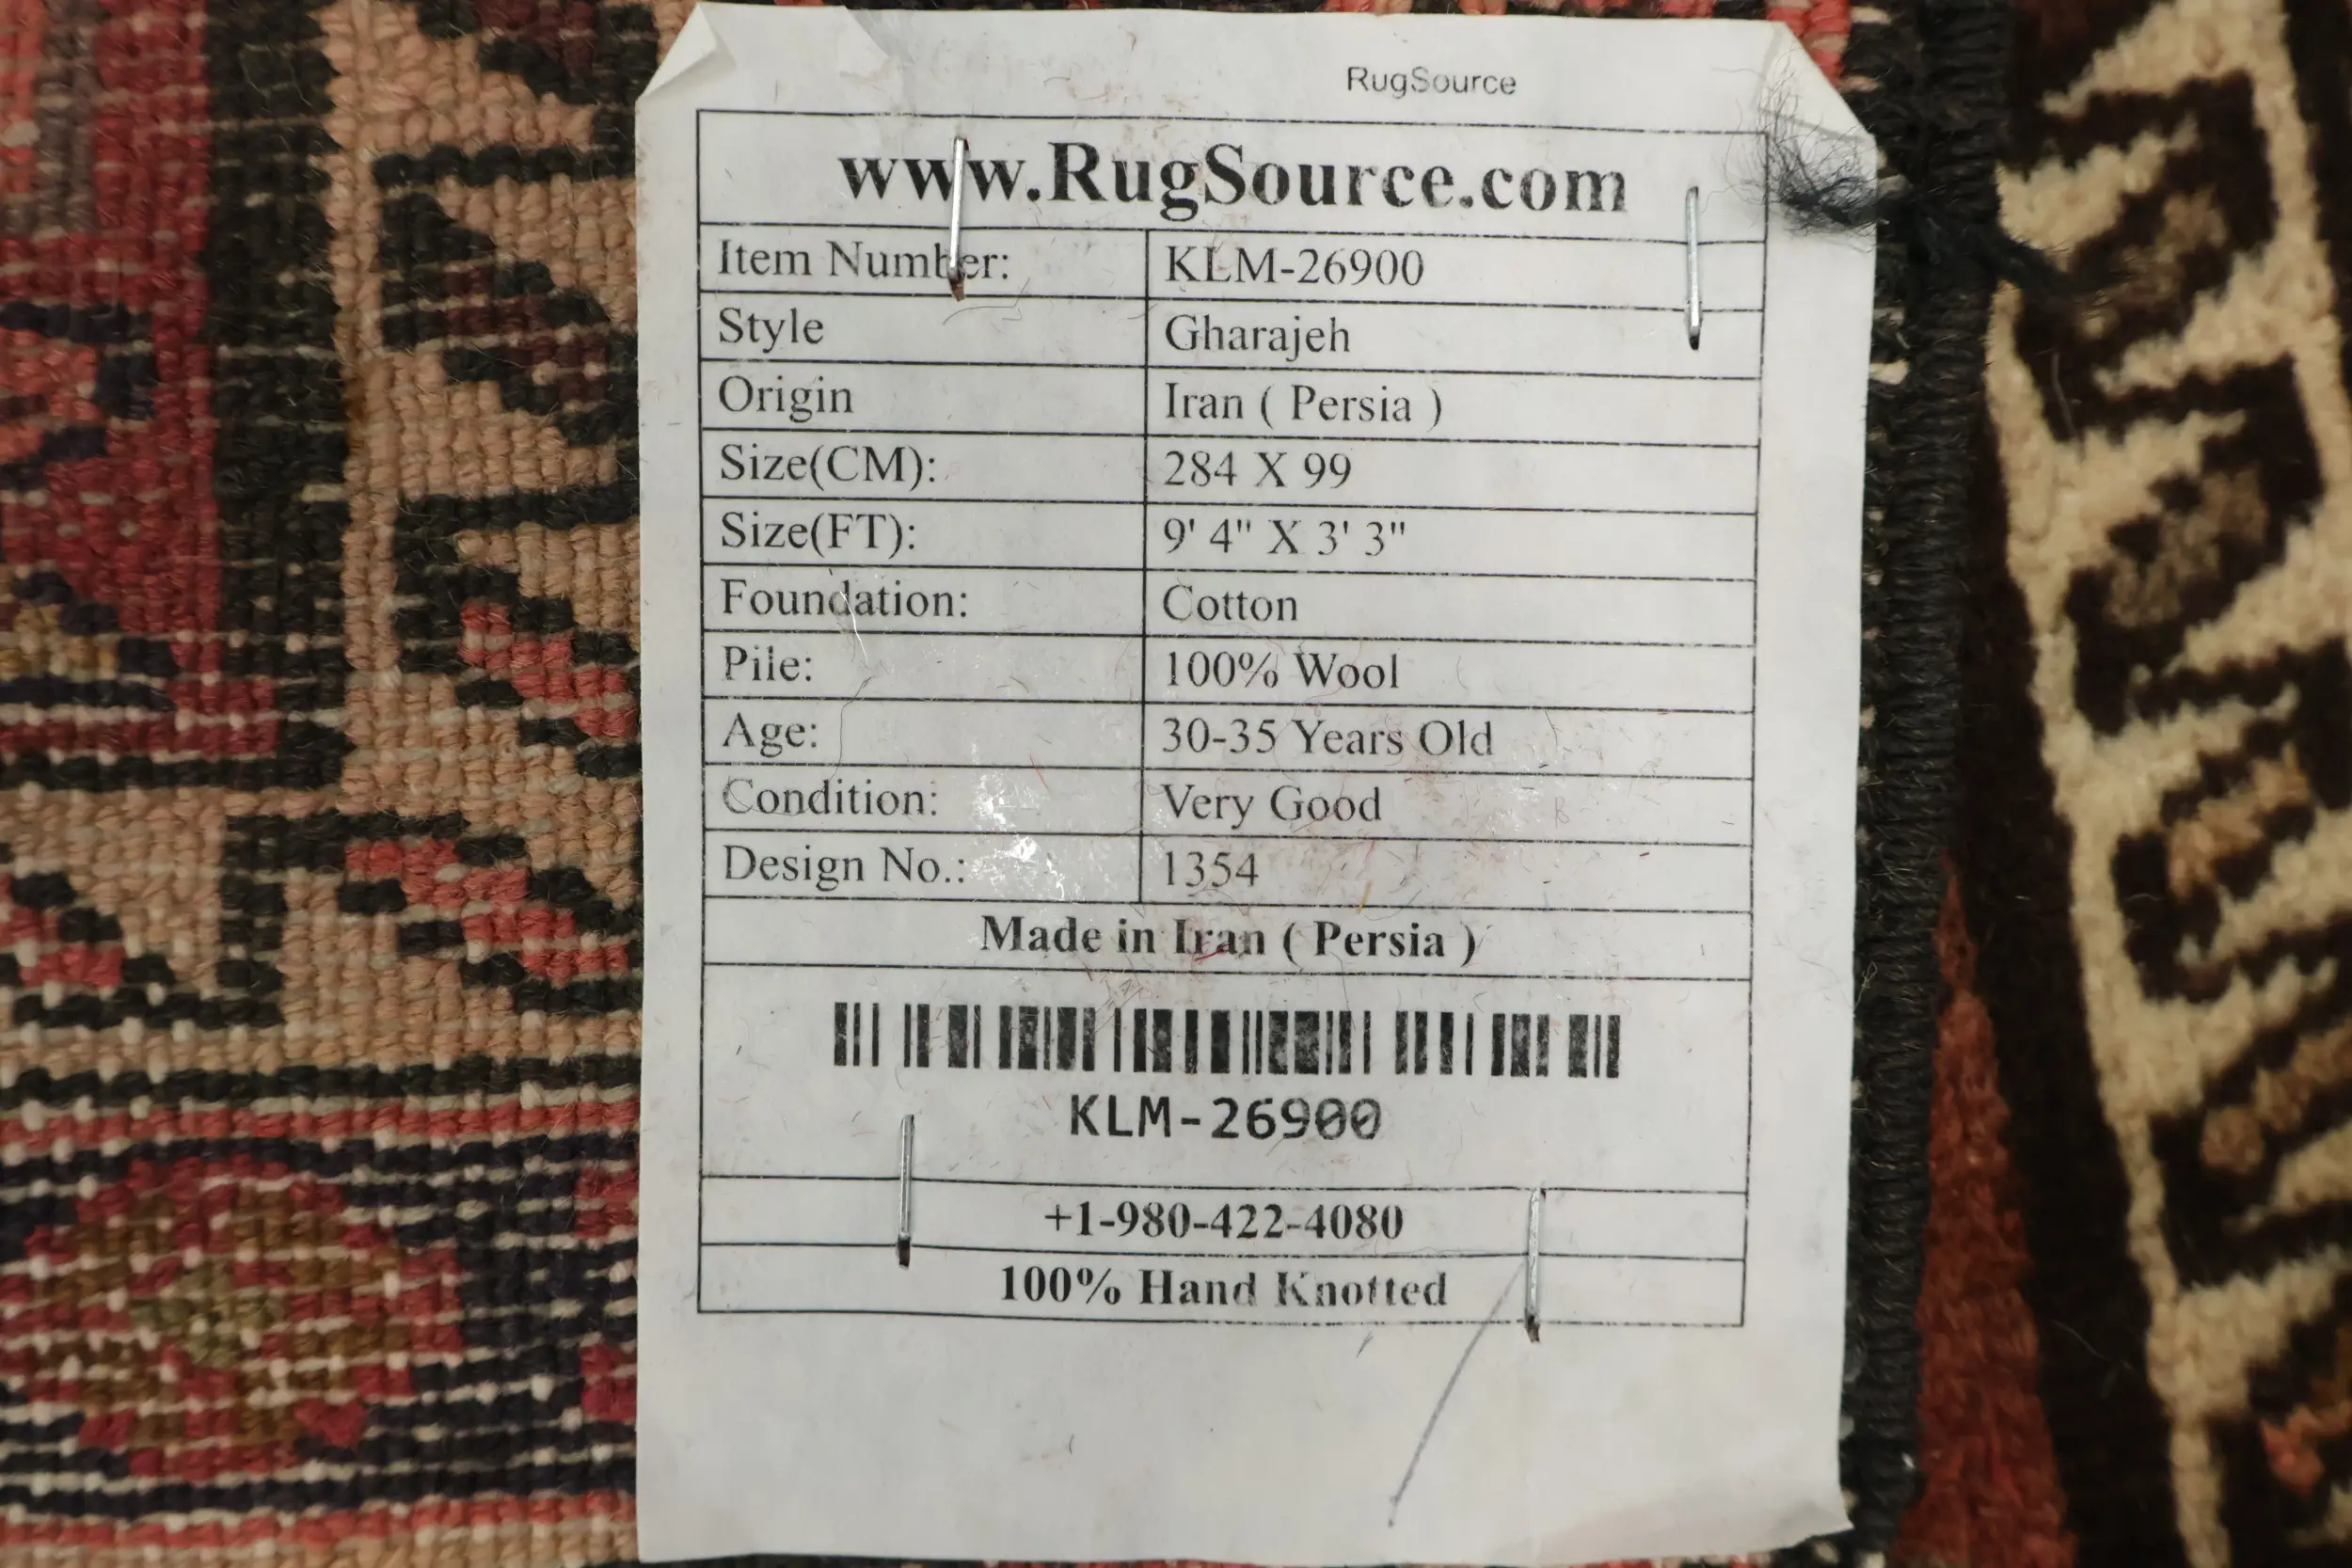 RugSource
www.RugSource.com
Item Number: KLM-26900
Style Gharajeh
Origin Iran ( Persia )
Size(CM): 284 X 99
Size(FT): 9' 4" X 3' 3"
Foundation: Cotton
Pile: 100% Wool
Age: 30-35 Years Old
Condition: Very Good
Design No.: 1354
Made in Iran ( Persia )
KLM-26900
+1-980-422-4080
100% Hand Knotted